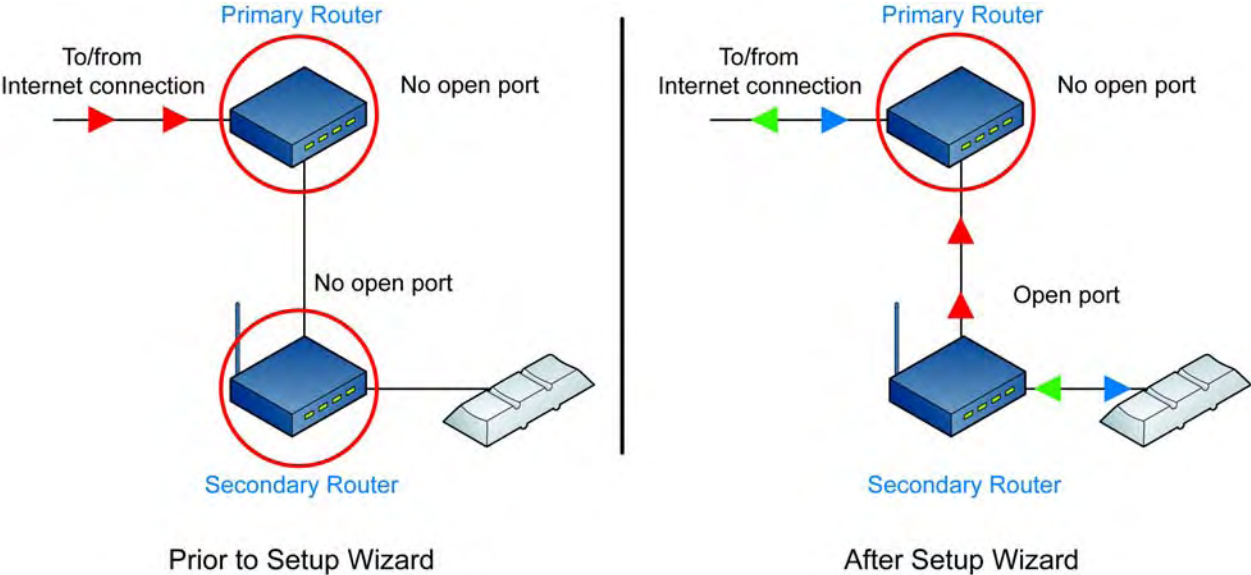 Primary Router
To/from
Internet connection
No open port
No open port
Secondary Router
Prior to Setup Wizard
Primary Router
To/from
Internet connection
No open port
Open port
Secondary Router
After Setup Wizard